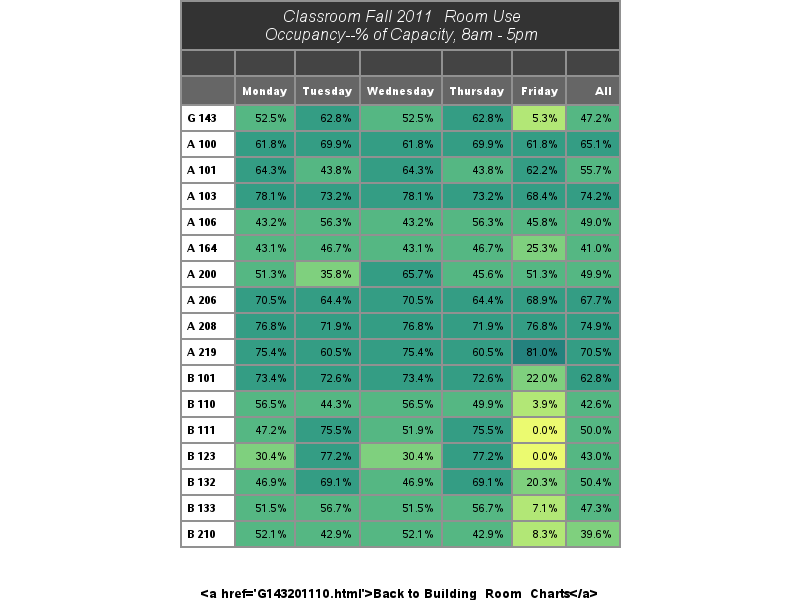 Classroom Fall 2011 Room Use
Occupancy--% of Capacity, 8am - 5pm
Monday Tuesday Wednesday Thursday Friday All
G 143 52.5% 62.8% 52.5% 62.8% 5.3% 47.2%
A 100 61.8% 69.9% 61.8% 69.9% 61.8% 65.1%
A 101 64.3% 43.8% 64.3% 43.8% 62.2% 55.7%
A 103 78.1% 73.2% 78.1% 73.2% 68.4% 74.2%
A 106 43.2% 56.3% 43.2% 56.3% 45.8% 49.0%
A 164 43.1% 46.7% 43.1% 46.7% 25.3% 41.0%
A 200 51.3% 35.8% 65.7% 45.6% 51.3% 49.9%
A 206 70.5% 64.4% 70.5% 64.4% 68.9% 67.7%
A 208 76.8% 71.9% 76.8% 71.9% 76.8% 74.9%
A 219 75.4% 60.5% 75.4% 60.5% 81.0% 70.5%
B 101 73.4% 72.6% 73.4% 72.6% 22.0% 62.8%
B 110 56.5% 44.3% 56.5% 49.9% 3.9% 42.6%
B 111 47.2% 75.5% 51.9% 75.5% 0.0% 50.0%
B 123 30.4% 77.2% 30.4% 77.2% 0.0% 43.0%
B 132 46.9% 69.1% 46.9% 69.1% 20.3% 50.4%
B 133 51.5% 56.7% 51.5% 56.7% 7.1% 47.3%
B 210 52.1% 42.9% 52.1% 42.9% 8.3% 39.6%
<a href='G143201110.html'>Back to Building Room Charts</a>